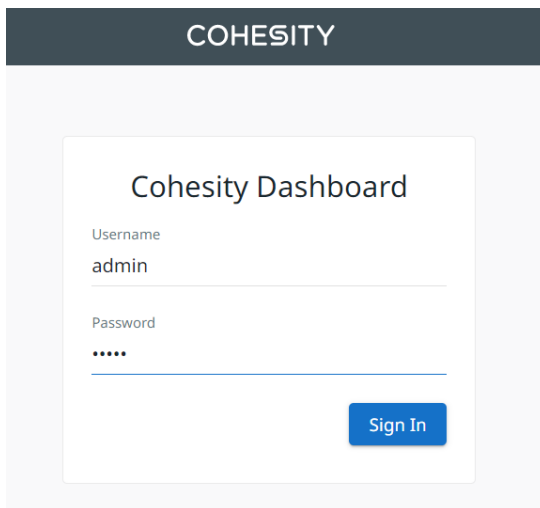 COHESITY
Cohesity Dashboard
Username
admin
Password
•••••
Sign In